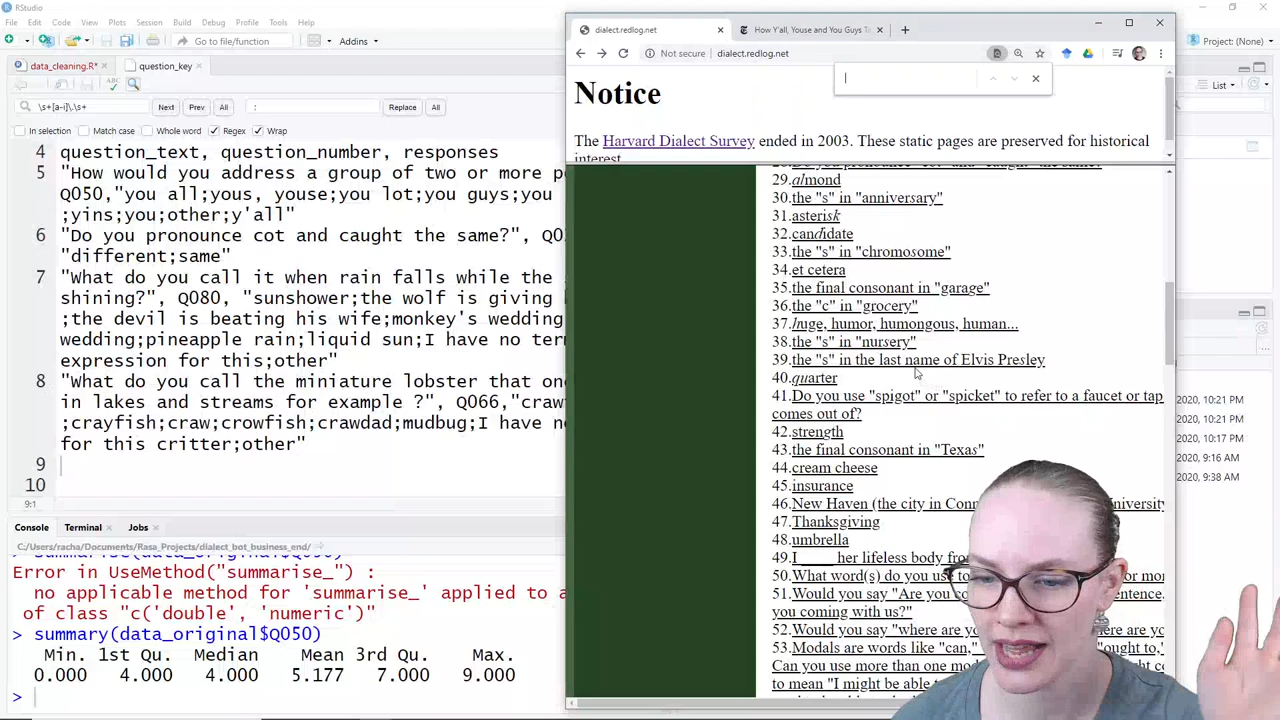 RStudio
File Edit Code View Plots Session Build Debug Profile Tools Help
Go to file/function
Addins
Project: (None)
data_cleaning.R*
question_key
\s+[a-i]\.\s+
Next
Prev
All
:
Replace
All
In selection
Match case
Whole word
Regex
Wrap
4 question_text, question_number, responses
5 "How would you address a group of two or more
Q050,"you all;yous, youse;you lot;you guys;you
;yins;you;other;y'all"
6 "Do you pronounce cot and caught the same?",
"different;same"
7 "What do you call it when rain falls while the
shining?", Q080, "sunshower;the wolf is giving
;the devil is beating his wife;monkey's wedding
wedding;pineapple rain;liquid sun;I have no
expression for this;other"
8 "What do you call the miniature lobster that
in lakes and streams for example ?", Q066,"craw
;crayfish;craw;crowfish;crawdad;mudbug;I have
for this critter;other"
9
10
9:1
Console Terminal Jobs
C:/Users/racha/Documents/Rasa_Projects/dialect_bot_business_end/
Error in UseMethod("summarise_") :
no applicable method for 'summarise_' applied to
of class "c('double', 'numeric')"
> summary(data_original$Q050)
Min. 1st Qu. Median Mean 3rd Qu. Max.
0.000 4.000 4.000 5.177 7.000 9.000
>
dialect.redlog.net
How Y'all, Youse and You Guys
Not secure
dialect.redlog.net
Notice
The Harvard Dialect Survey ended in 2003. These static pages are preserved for historical
interest.
29.almond
30.the "s" in "anniversary"
31.asterisk
32.candidate
33.the "s" in "chromosome"
34.et cetera
35.the final consonant in "garage"
36.the "c" in "grocery"
37.huge, humor, humongous, human...
38.the "s" in "nursery"
39.the "s" in the last name of Elvis Presley
40.quarter
41.Do you use "spigot" or "spicket" to refer to a faucet or tap
comes out of?
42.strength
43.the final consonant in "Texas"
44.cream cheese
45.insurance
46.New Haven (the city in
47.Thanksgiving
48.umbrella
49.I_____ her lifeless body
50.What word(s) do you use to
51.Would you say "Are you
you coming with us?"
52.Would you say "where are
53.Modals are words like "can,"
Can you use more than one
to mean "I might be able
List
2020, 10:21 PM
2020, 10:21 PM
2020, 10:17 PM
2020, 9:16 AM
2020, 9:38 AM